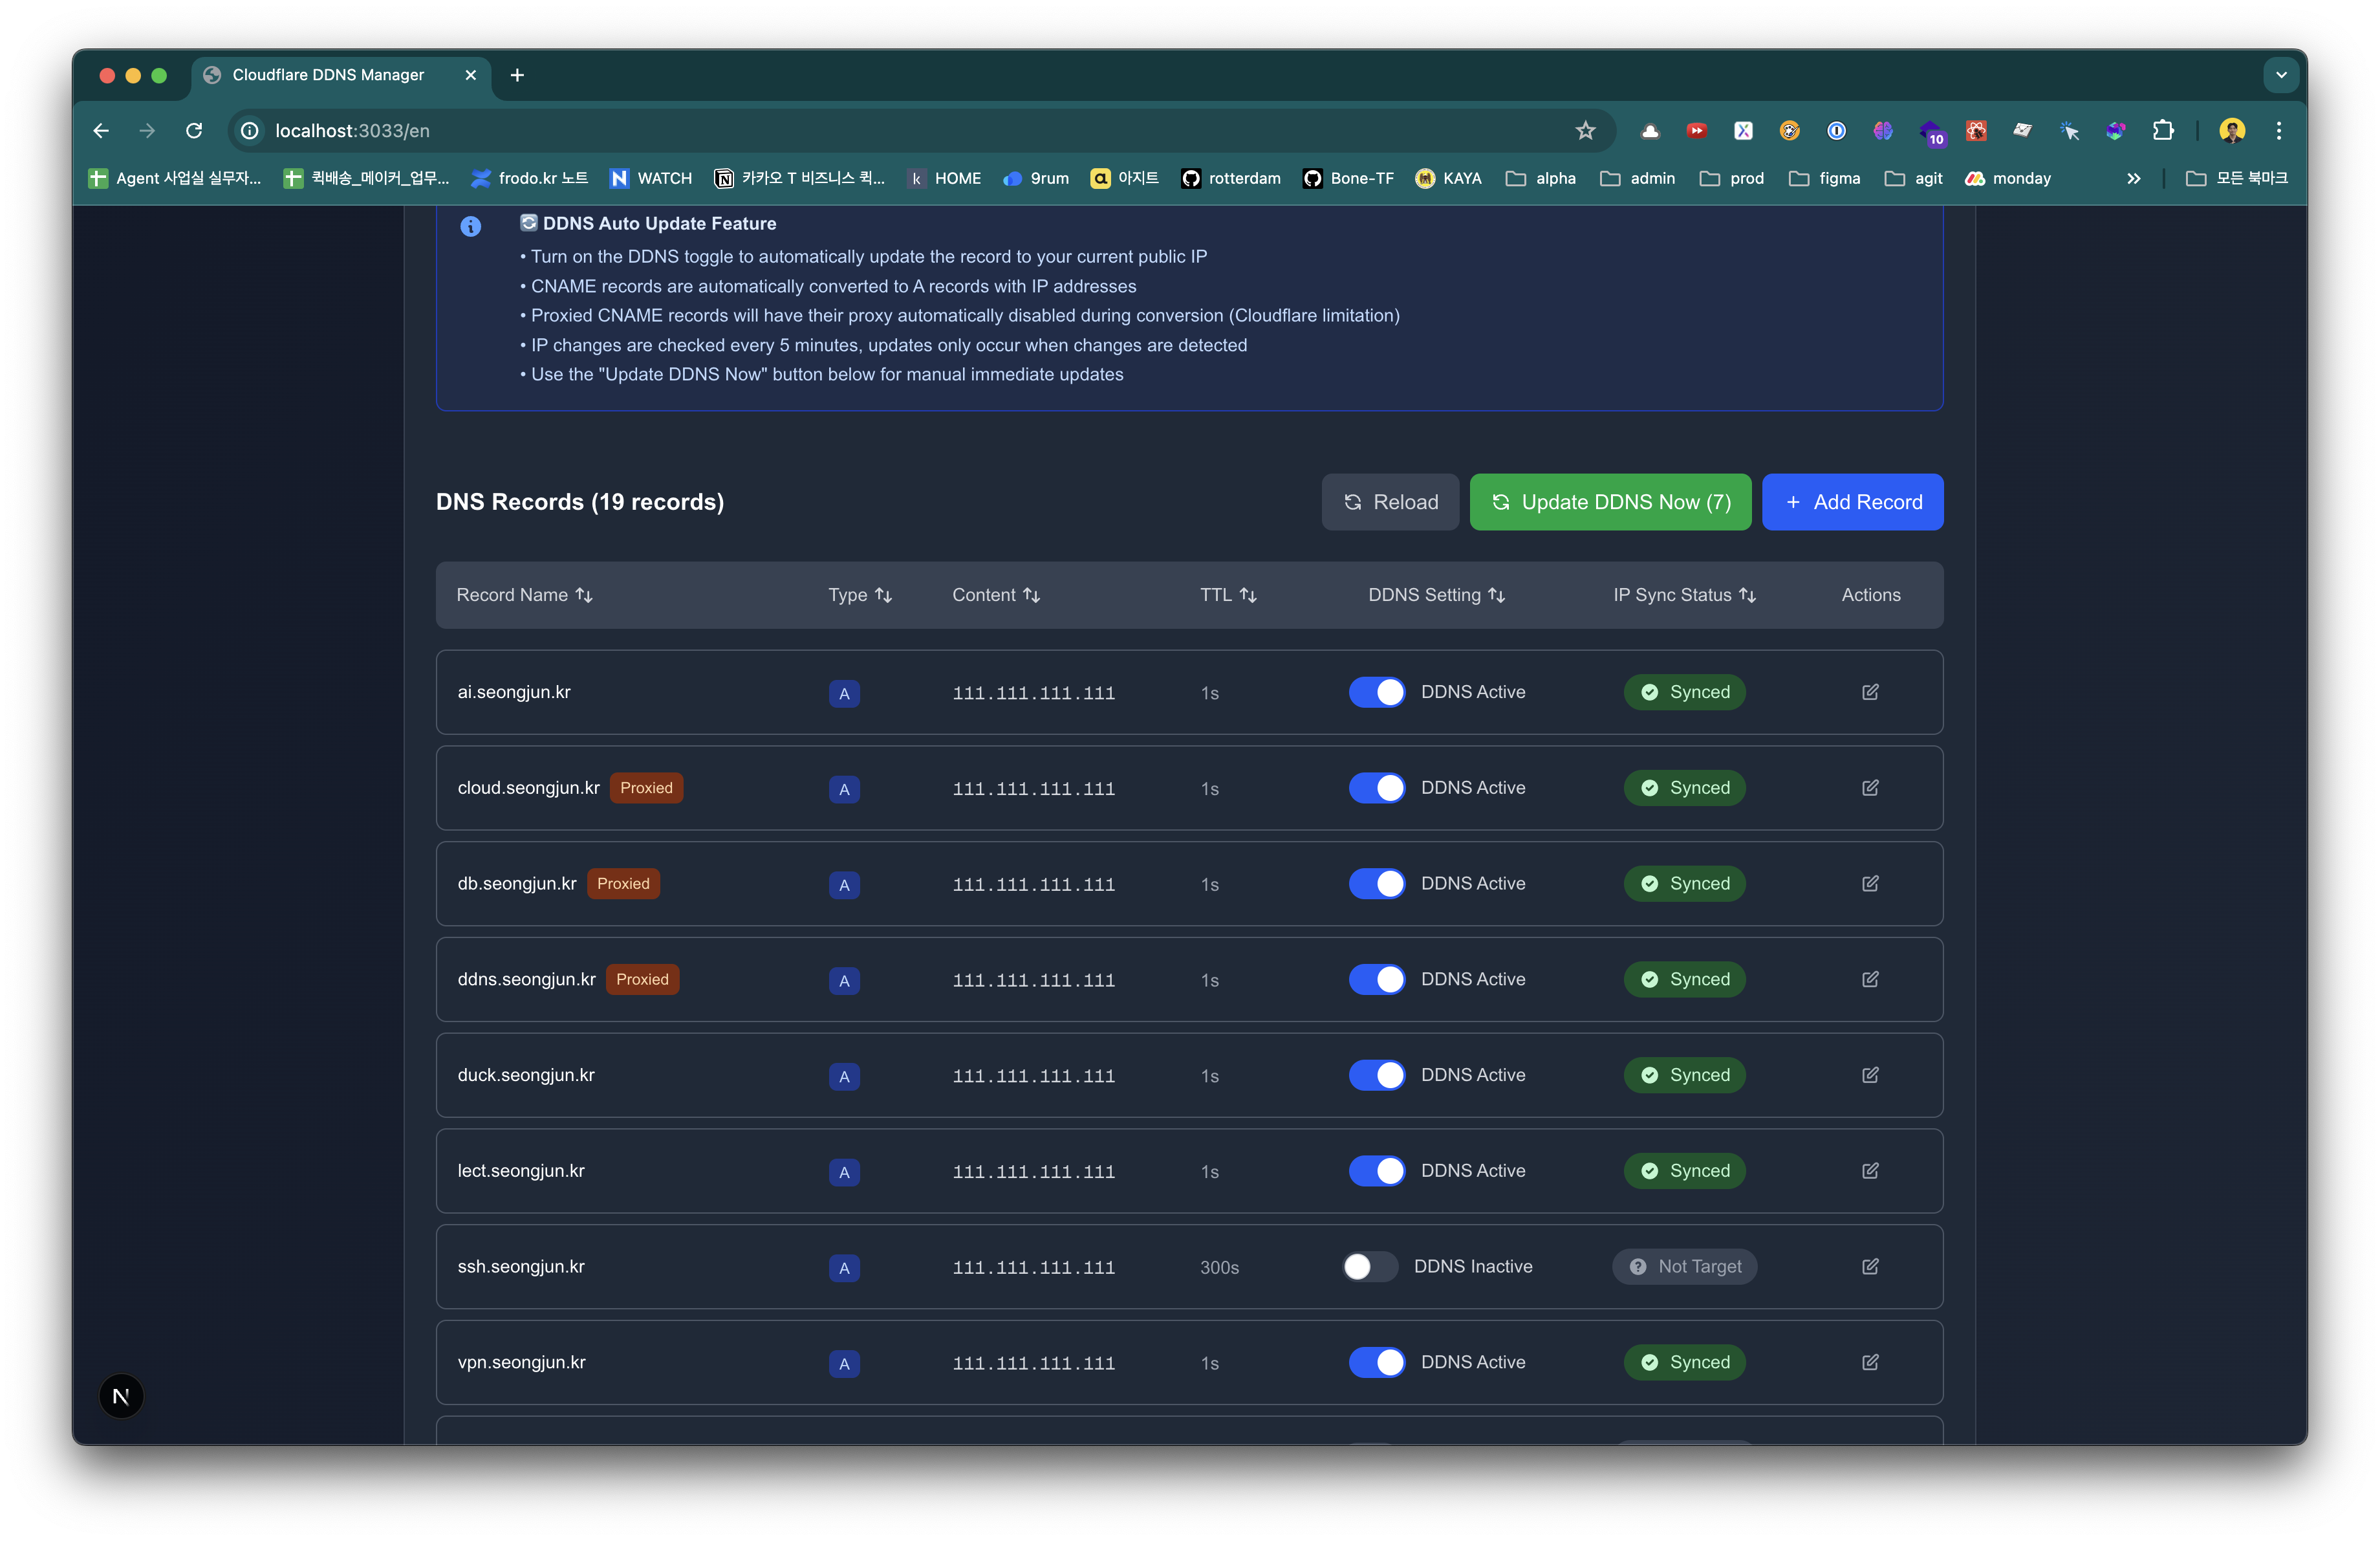 Cloudflare DDNS Manager
localhost:3033/en
10
Agent 사업실 실무자... 퀵배송_메이커_업무... frodo.kr 노트 WATCH 카카오 T 비즈니스 퀵... k HOME 9rum a 아지트 rotterdam Bone-TF KAYA alpha admin prod figma agit monday 모든 북마크
DDNS Auto Update Feature
• Turn on the DDNS toggle to automatically update the record to your current public IP
• CNAME records are automatically converted to A records with IP addresses
• Proxied CNAME records will have their proxy automatically disabled during conversion (Cloudflare limitation)
• IP changes are checked every 5 minutes, updates only occur when changes are detected
• Use the "Update DDNS Now" button below for manual immediate updates
DNS Records (19 records) Reload Update DDNS Now (7) + Add Record
Record Name Type Content TTL DDNS Setting IP Sync Status Actions
ai.seongjun.kr A 111.111.111.111 1s DDNS Active Synced
cloud.seongjun.kr Proxied A 111.111.111.111 1s DDNS Active Synced
db.seongjun.kr Proxied A 111.111.111.111 1s DDNS Active Synced
ddns.seongjun.kr Proxied A 111.111.111.111 1s DDNS Active Synced
duck.seongjun.kr A 111.111.111.111 1s DDNS Active Synced
lect.seongjun.kr A 111.111.111.111 1s DDNS Active Synced
ssh.seongjun.kr A 111.111.111.111 300s DDNS Inactive Not Target
vpn.seongjun.kr A 111.111.111.111 1s DDNS Active Synced
N